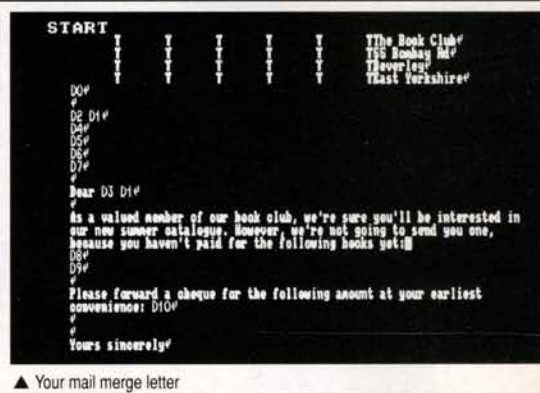 START
T T T T T TThe Book Club↵
T T T T T T56 Bombay Rd↵
T T T T T TBeverley↵
T T T T T TEast Yorkshire↵
D0↵
↵
D2 D1↵
D4↵
D5↵
D6↵
D7↵
↵
Dear D3 D1↵
↵
As a valued member of our book club, we're sure you'll be interested in
our new summer catalogue. However, we're not going to send you one,
because you haven't paid for the following books yet:
D8↵
D9↵
↵
Please forward a cheque for the following amount at your earliest
convenience: D10↵
↵
↵
Yours sincerely↵
▲ Your mail merge letter